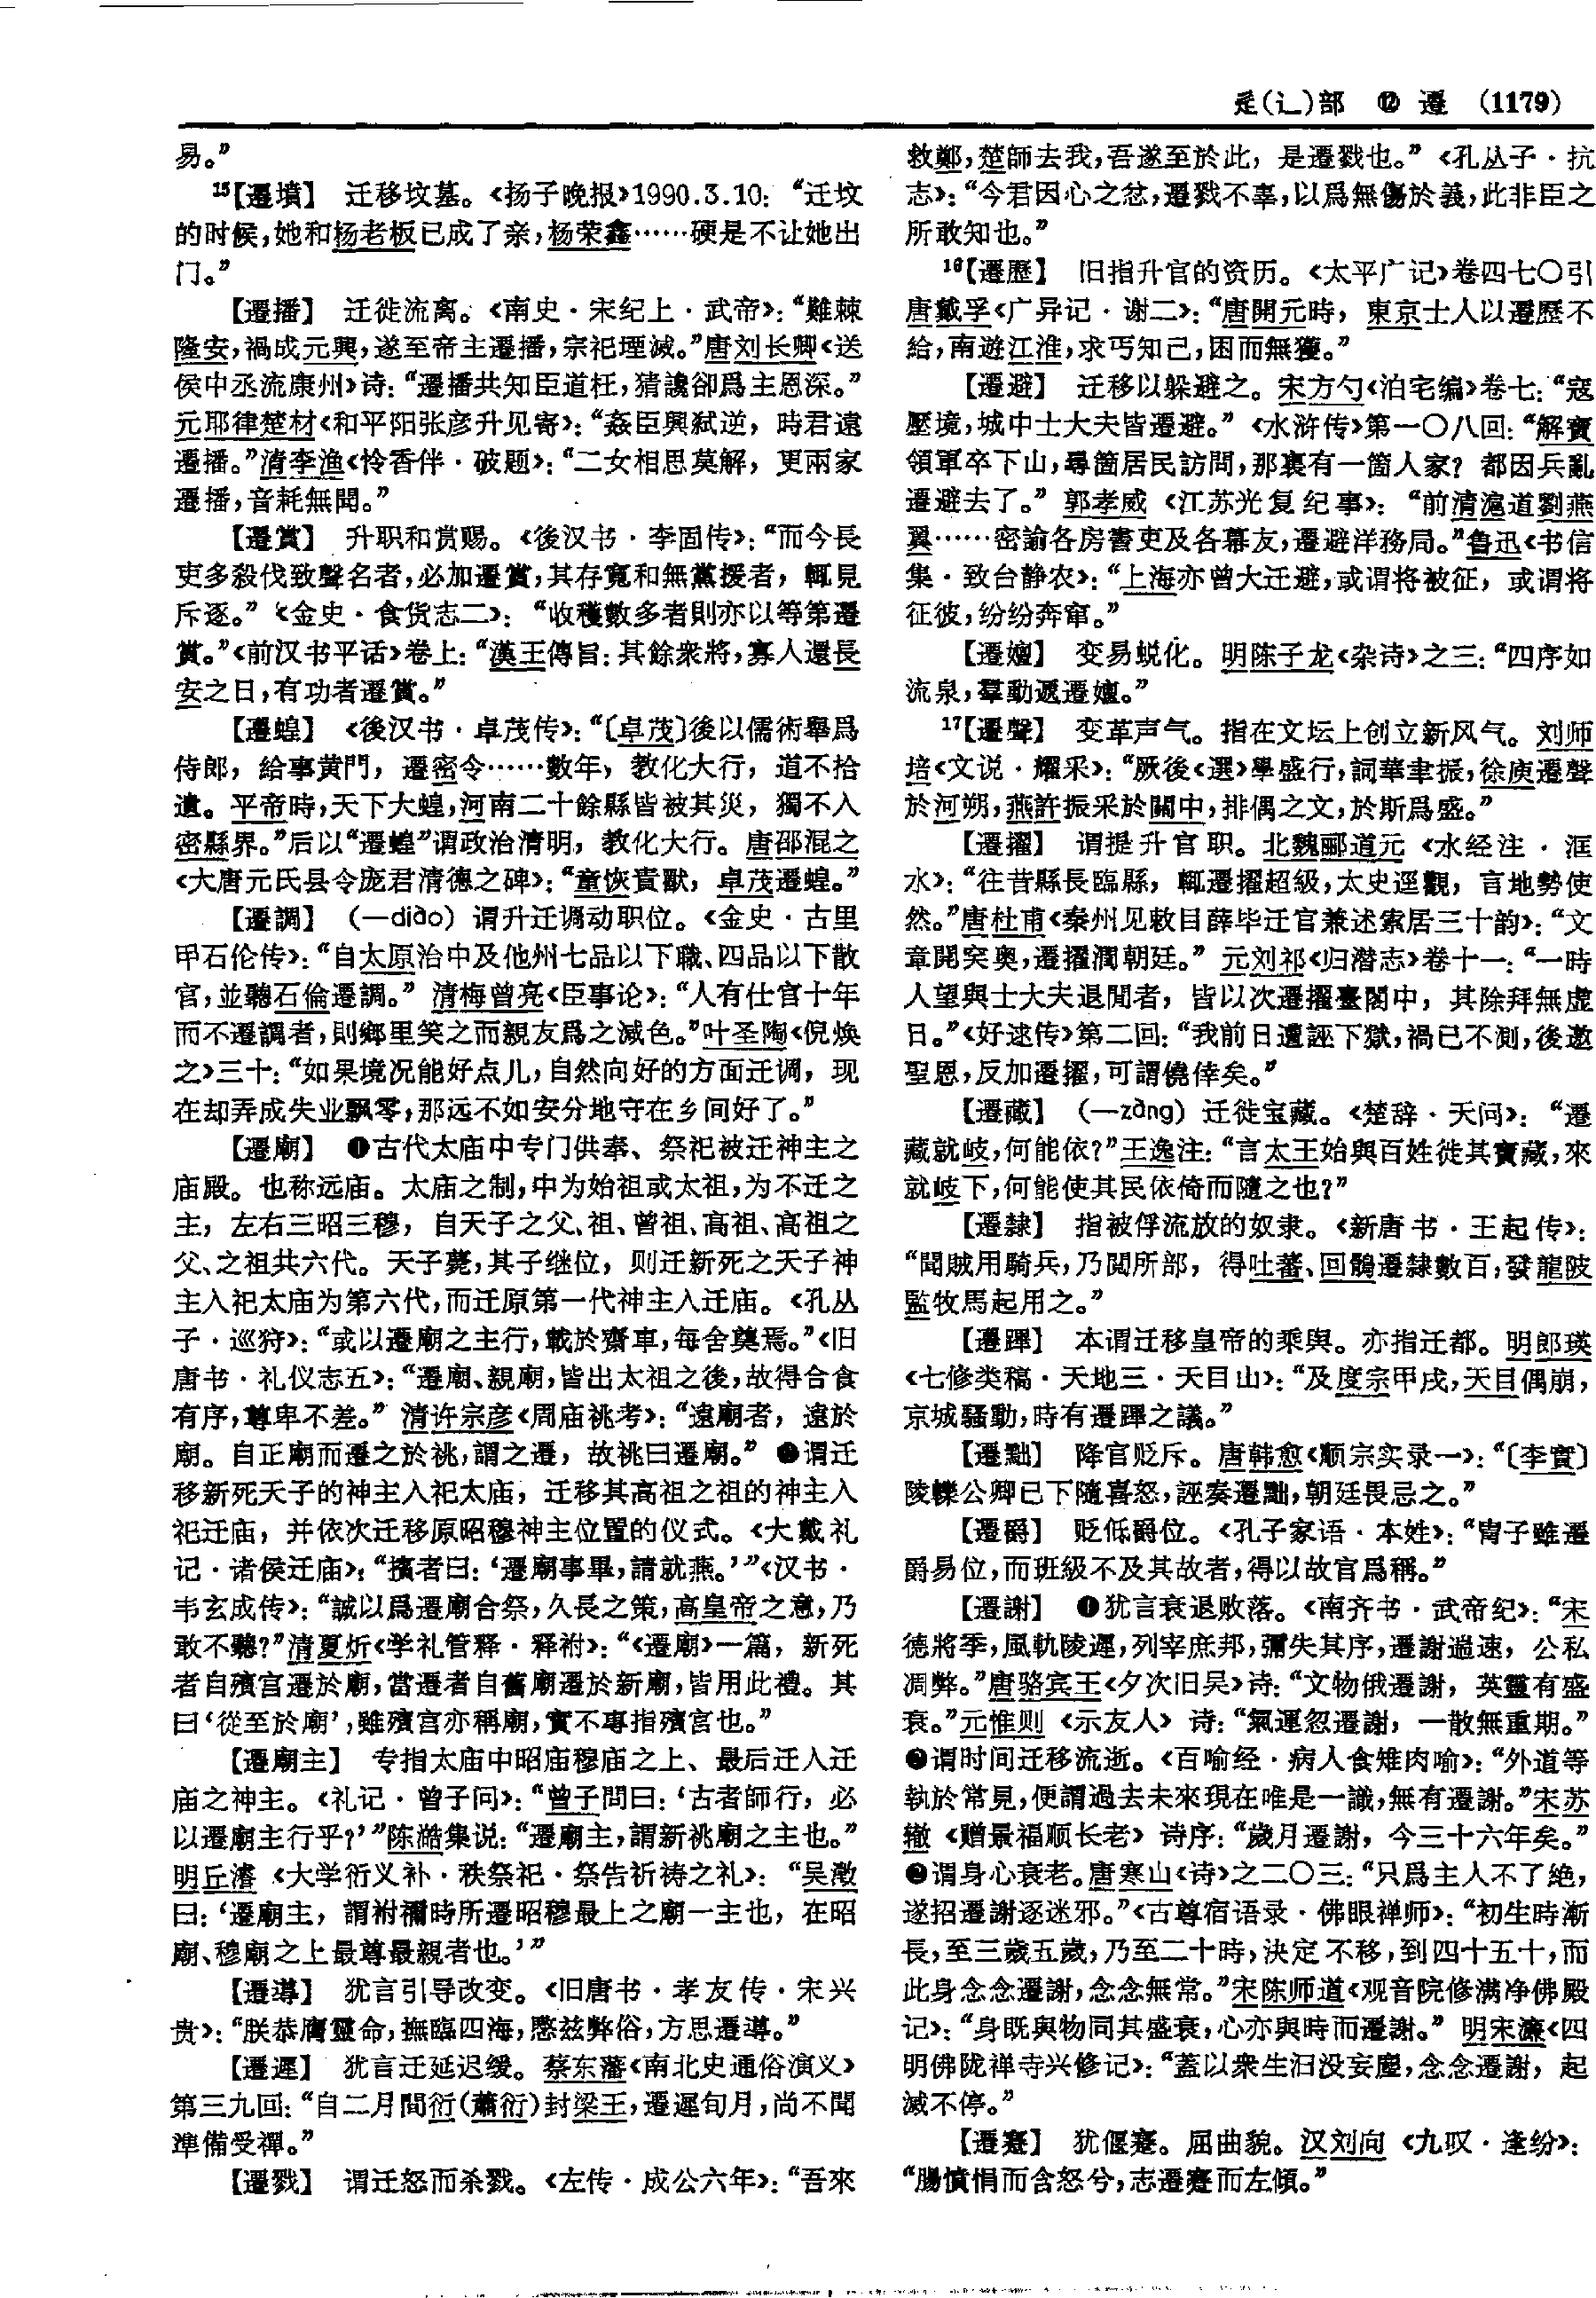 辵(辶)部 ⑫ 遷 (1179)
易。”
15【遷墳】 迁移坟墓。《扬子晚报》1990.3.10：“迁坟
的时候，她和杨老板已成了亲，杨荣鑫……硬是不让她出
门。”
【遷播】 迁徙流离。《南史·宋纪上·武帝》：“難棘
隆安，禍成元興，遂至帝主遷播，宗祀堙滅。”唐刘长卿《送
侯中丞流康州》诗：“遷播共知臣道枉，猜讒卻爲主恩深。”
元耶律楚材《和平阳张彦升见寄》：“姦臣興弑逆，時君遠
遷播。”清李渔《怜香伴·破题》：“二女相思莫解，更兩家
遷播，音耗無聞。”
【遷賞】 升职和赏赐。《後汉书·李固传》：“而今長
吏多殺伐致聲名者，必加遷賞，其存寬和無黨援者，輒見
斥逐。”《金史·食货志二》：“收穫數多者則亦以等第遷
賞。”《前汉书平话》卷上：“漢王傳旨：其餘衆將，寡人還長
安之日，有功者遷賞。”
【遷蝗】 《後汉书·卓茂传》：“〔卓茂〕後以儒術舉爲
侍郎，給事黄門，遷密令……數年，教化大行，道不拾
遺。平帝時，天下大蝗，河南二十餘縣皆被其災，獨不入
密縣界。”后以“遷蝗”谓政治清明，教化大行。唐邵混之
《大唐元氏县令庞君清德之碑》：“童恢責獸，卓茂遷蝗。”
【遷調】 （—diào）谓升迁调动职位。《金史·古里
甲石伦传》：“自太原治中及他州七品以下職、四品以下散
官，並聽石倫遷調。” 清梅曾亮《臣事论》：“人有仕官十年
而不遷調者，則鄉里笑之而親友爲之減色。”叶圣陶《倪焕
之》三十：“如果境况能好点儿，自然向好的方面迁调，现
在却弄成失业飘零，那远不如安分地守在乡间好了。”
【遷廟】 ❶古代太庙中专门供奉、祭祀被迁神主之
庙殿。也称远庙。太庙之制，中为始祖或太祖，为不迁之
主，左右三昭三穆，自天子之父、祖、曾祖、高祖、高祖之
父、之祖共六代。天子薨，其子继位，则迁新死之天子神
主入祀太庙为第六代，而迁原第一代神主入迁庙。《孔丛
子·巡狩》：“或以遷廟之主行，載於齋車，每舍奠焉。”《旧
唐书·礼仪志五》：“遷廟、親廟，皆出太祖之後，故得合食
有序，尊卑不差。” 清许宗彦《周庙祧考》：“遠廟者，遠於
廟。自正廟而遷之於祧，謂之遷，故祧曰遷廟。” ❷谓迁
移新死天子的神主入祀太庙，迁移其高祖之祖的神主入
祀迁庙，并依次迁移原昭穆神主位置的仪式。《大戴礼
记·诸侯迁庙》：“擯者曰：‘遷廟事畢，請就燕。’”《汉书·
韦玄成传》：“誠以爲遷廟合祭，久長之策，高皇帝之意，乃
敢不聽？”清夏炘《学礼管释·释祔》：“《遷廟》一篇，新死
者自殯宫遷於廟，當遷者自舊廟遷於新廟，皆用此禮。其
曰‘從至於廟’，雖殯宫亦稱廟，實不專指殯宫也。”
【遷廟主】 专指太庙中昭庙穆庙之上、最后迁入迁
庙之神主。《礼记·曾子问》：“曾子問曰：‘古者師行，必
以遷廟主行乎？’”陈澔集说：“遷廟主，謂新祧廟之主也。”
明丘濬《大学衍义补·秩祭祀·祭告祈祷之礼》：“吴澂
曰：‘遷廟主，謂祔禰時所遷昭穆最上之廟一主也，在昭
廟、穆廟之上最尊最親者也。’”
【遷導】 犹言引导改变。《旧唐书·孝友传·宋兴
贵》：“朕恭膺靈命，撫臨四海，愍兹弊俗，方思遷導。”
【遷遲】 犹言迁延迟缓。蔡东藩《南北史通俗演义》
第三九回：“自二月間衍（蕭衍）封梁王，遷遲旬月，尚不聞
準備受禪。”
【遷戮】 谓迁怒而杀戮。《左传·成公六年》：“吾來
救鄭，楚師去我，吾遂至於此，是遷戮也。”《孔丛子·抗
志》：“今君因心之忿，遷戮不辜，以爲無傷於義，此非臣之
所敢知也。”
16【遷歷】 旧指升官的资历。《太平广记》卷四七〇引
唐戴孚《广异记·谢二》：“唐開元時，東京士人以遷歷不
給，南遊江淮，求丐知己，困而無獲。”
【遷避】 迁移以躲避之。宋方勺《泊宅编》卷七：“寇
壓境，城中士大夫皆遷避。”《水浒传》第一〇八回：“解寶
領軍卒下山，尋箇居民訪問，那裏有一箇人家？都因兵亂
遷避去了。” 郭孝威《江苏光复纪事》：“前清滬道劉燕
翼……密諭各房書吏及各幕友，遷避洋務局。”鲁迅《书信
集·致台静农》：“上海亦曾大迁避，或谓将被征，或谓将
征彼，纷纷奔窜。”
【遷嬗】 变易蜕化。明陈子龙《杂诗》之三：“四序如
流泉，羣動遞遷嬗。”
17【遷聲】 变革声气。指在文坛上创立新风气。刘师
培《文说·耀采》：“厥後《選》學盛行，詞華聿振，徐庾遷聲
於河朔，燕許振采於關中，排偶之文，於斯爲盛。”
【遷擢】 谓提升官职。北魏郦道元《水经注·洭
水》：“往昔縣長臨縣，輒遷擢超級，太史逕觀，言地勢使
然。”唐杜甫《秦州见敕目薛毕迁官兼述索居三十韵》：“文
章開穾奥，遷擢潤朝廷。” 元刘祁《归潜志》卷十一：“一時
人望與士大夫退閒者，皆以次遷擢臺閣中，其除拜無虚
日。”《好逑传》第二回：“我前日遭誣下獄，禍已不測，後邀
聖恩，反加遷擢，可謂僥倖矣。”
【遷藏】 （—zàng）迁徙宝藏。《楚辞·天问》：“遷
藏就岐，何能依？”王逸注：“言太王始與百姓徙其寶藏，來
就岐下，何能使其民依倚而隨之也？”
【遷隸】 指被俘流放的奴隶。《新唐书·王起传》：
“聞賊用騎兵，乃閲所部，得吐蕃、回鶻遷隸數百，發龍陂
監牧馬起用之。”
【遷蹕】 本谓迁移皇帝的乘舆。亦指迁都。明郎瑛
《七修类稿·天地三·天目山》：“及度宗甲戌，天目偶崩，
京城騷動，時有遷蹕之議。”
【遷黜】 降官贬斥。唐韩愈《顺宗实录一》：“〔李實〕
陵轢公卿已下隨喜怒，誣奏遷黜，朝廷畏忌之。”
【遷爵】 贬低爵位。《孔子家语·本姓》：“胄子雖遷
爵易位，而班級不及其故者，得以故官爲稱。”
【遷謝】 ❶犹言衰退败落。《南齐书·武帝纪》：“宋
德將季，風軌陵遲，列宰庶邦，彌失其序，遷謝遄速，公私
凋弊。”唐骆宾王《夕次旧吴》诗：“文物俄遷謝，英靈有盛
衰。”元惟则《示友人》诗：“氣運忽遷謝，一散無重期。”
❷谓时间迁移流逝。《百喻经·病人食雉肉喻》：“外道等
執於常見，便謂過去未來現在唯是一識，無有遷謝。”宋苏
辙《赠景福顺长老》诗序：“歲月遷謝，今三十六年矣。”
❸谓身心衰老。唐寒山《诗》之二〇三：“只爲主人不了絶，
遂招遷謝逐迷邪。”《古尊宿语录·佛眼禅师》：“初生時漸
長，至三歲五歲，乃至二十時，決定不移，到四十五十，而
此身念念遷謝，念念無常。”宋陈师道《观音院修满净佛殿
记》：“身既與物同其盛衰，心亦與時而遷謝。” 明宋濂《四
明佛陇禅寺兴修记》：“蓋以衆生汩没妄塵，念念遷謝，起
滅不停。”
【遷蹇】 犹偃蹇。屈曲貌。汉刘向《九叹·逢纷》：
“腸憤悁而含怒兮，志遷蹇而左傾。”